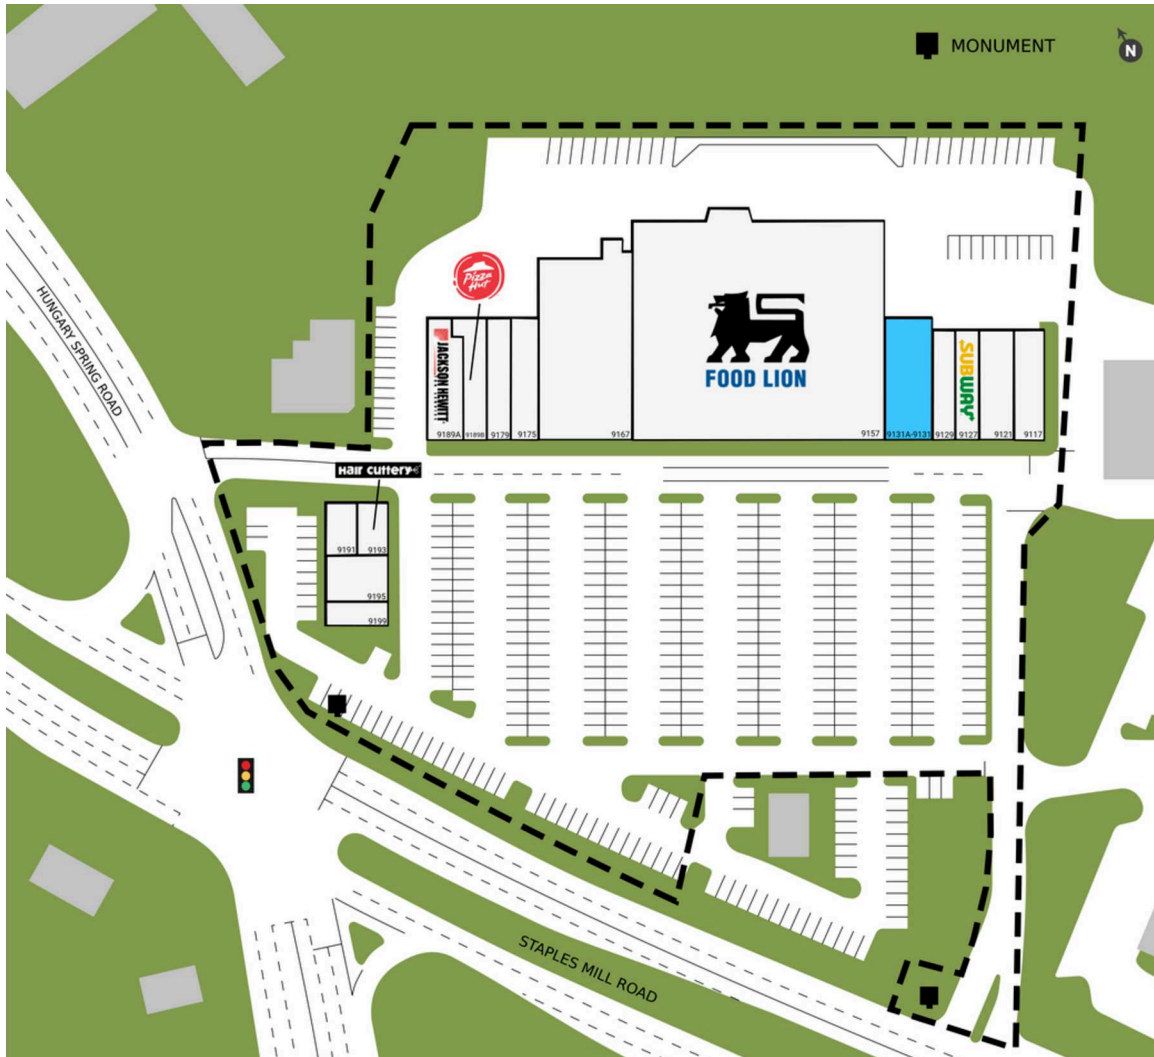 MONUMENT
N
HUNGARY SPRING ROAD
Pizza
Hut
JACKSON HEWITT
FOOD LION
SUBWAY
9189A
9189B
9179
9175
9167
9157
9131A-9131
9129
9127
9121
9117
Hair Cuttery
9191
9193
9195
9199
STAPLES MILL ROAD